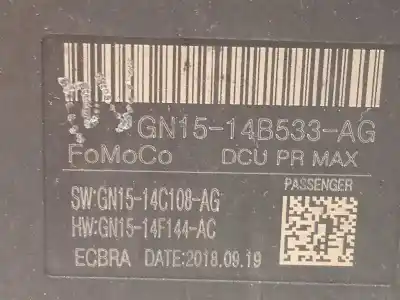 GN15-14B533-AG
FoMoCo DCU PR MAX
PASSENGER
SW:GN15-14C108-AG
HW:GN15-14F144-AC
ECBRA DATE:2018.09.19